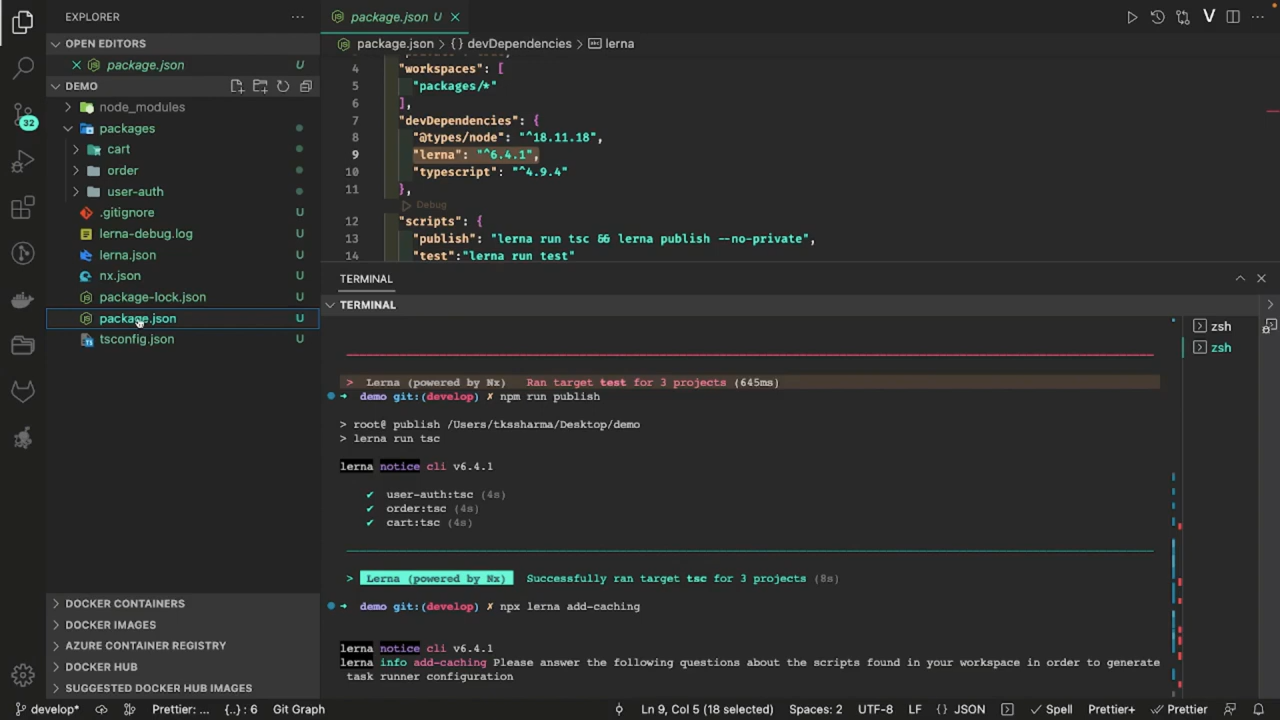 EXPLORER
OPEN EDITORS
package.json U
DEMO
node_modules
packages
cart
order
user-auth
.gitignore U
lerna-debug.log U
lerna.json U
nx.json U
package-lock.json U
package.json U
tsconfig.json U
DOCKER CONTAINERS
DOCKER IMAGES
AZURE CONTAINER REGISTRY
DOCKER HUB
SUGGESTED DOCKER HUB IMAGES
32
package.json U
package.json > {} devDependencies > abc lerna
4 "workspaces": [
5 "packages/*"
6 ],
7 "devDependencies": {
8 "@types/node": "^18.11.18",
9 "lerna": "^6.4.1",
10 "typescript": "^4.9.4"
11 },
Debug
12 "scripts": {
13 "publish": "lerna run tsc && lerna publish --no-private",
14 "test":"lerna run test"
TERMINAL
TERMINAL
> Lerna (powered by Nx) Ran target test for 3 projects (645ms)
➜ demo git:(develop) ✗ npm run publish
> root@ publish /Users/tkssharma/Desktop/demo
> lerna run tsc
lerna notice cli v6.4.1
✔ user-auth:tsc (4s)
✔ order:tsc (4s)
✔ cart:tsc (4s)
> Lerna (powered by Nx) Successfully ran target tsc for 3 projects (8s)
➜ demo git:(develop) ✗ npx lerna add-caching
lerna notice cli v6.4.1
lerna info add-caching Please answer the following questions about the scripts found in your workspace in order to generate
task runner configuration
zsh
zsh
develop* Prettier: ... {..} : 6 Git Graph Ln 9, Col 5 (18 selected) Spaces: 2 UTF-8 LF {} JSON Spell Prettier+ Prettier